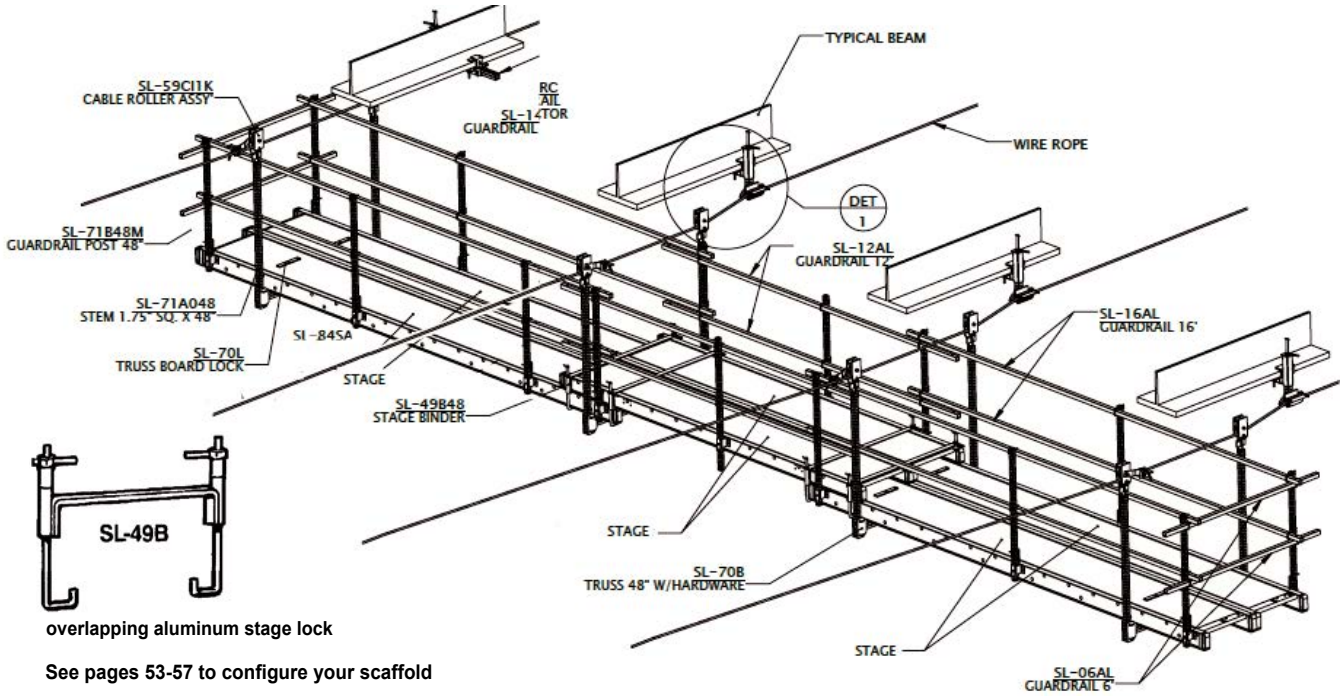 TYPICAL BEAM
SL-59CI1K
CABLE ROLLER ASSY
RC
AIL
TOR
SL-14
GUARDRAIL
WIRE ROPE
DET
1
SL-71B48M
GUARDRAIL POST 48"
SL-12AL
GUARDRAIL 12'
SL-71A048
STEM 1.75" SQ. X 48"
SL-84SA
SL-16AL
GUARDRAIL 16'
SL-70L
TRUSS BOARD LOCK
STAGE
SL-49B48
STAGE BINDER
SL-49B
STAGE
SL-70B
TRUSS 48" W/HARDWARE
overlapping aluminum stage lock
STAGE
See pages 53-57 to configure your scaffold
SL-06AL
GUARDRAIL 6'